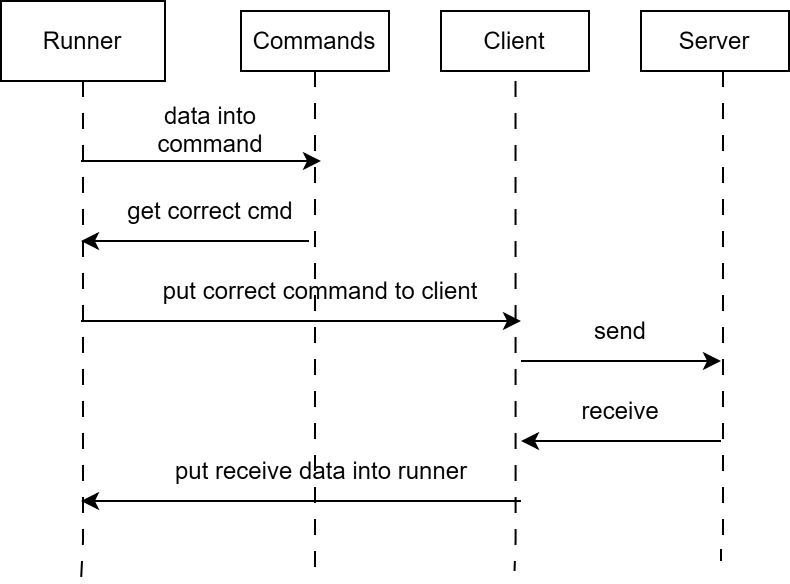 Runner
Commands
Client
Server
data into
command
get correct cmd
put correct command to client
send
receive
put receive data into runner